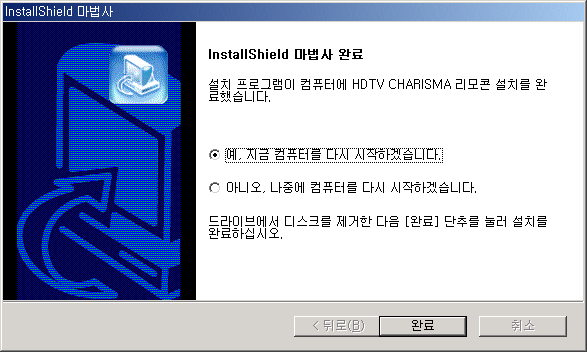 InstallShield 마법사
InstallShield 마법사 완료
설치 프로그램이 컴퓨터에 HDTV CHARISMA 리모콘 설치를 완
료했습니다.
예, 지금 컴퓨터를 다시 시작하겠습니다.
아니오, 나중에 컴퓨터를 다시 시작하겠습니다.
드라이브에서 디스크를 제거한 다음 [완료] 단추를 눌러 설치를
완료하십시오.
< 뒤로(B) 완료 취소